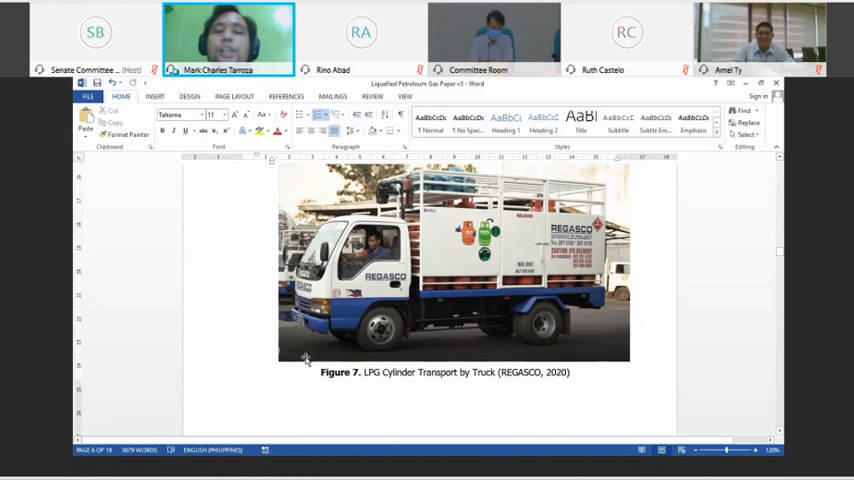 SB
RA
RC
Senate Committee ... (Host)
Mark Charles Tarroza
Rino Abad
Committee Room
Ruth Castelo
Arnel Ty
Liquefied Petroleum Gas Paper v3 - Word
FILE HOME INSERT DESIGN PAGE LAYOUT REFERENCES MAILINGS REVIEW VIEW
Sign in
Paste
Cut
Copy
Format Painter
Clipboard
Tahoma 11
Font
Paragraph
AaBbCcDc AaBbCcDc AaBbCc AaBbCc AaBl AaBbCcD AaBbCcDc AaBbCcDc
¶ Normal ¶ No Spac... Heading 1 Heading 2 Title Subtitle Subtle Em... Emphasis
Styles
Find
Replace
Select
Editing
REGASCO
REGASCO
CAUTION LPG DELIVERY
Figure 7. LPG Cylinder Transport by Truck (REGASCO, 2020)
PAGE 6 OF 19 3079 WORDS ENGLISH (PHILIPPINES)
120%